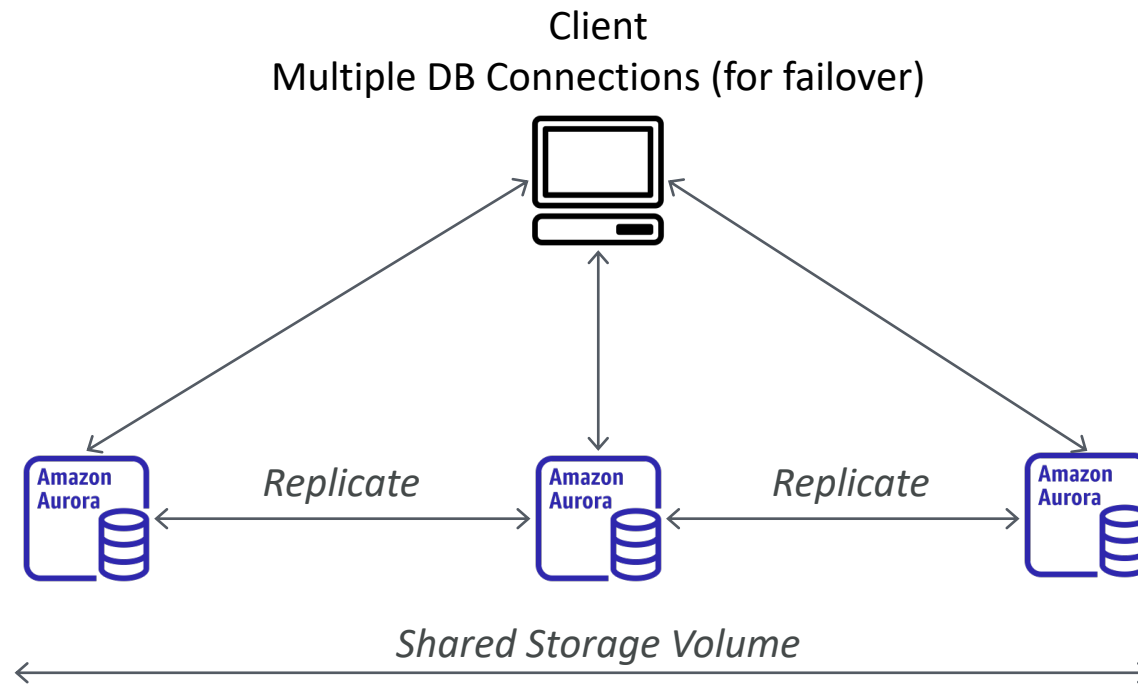 Client
Multiple DB Connections (for failover)
Amazon
Aurora
Replicate
Amazon
Aurora
Replicate
Amazon
Aurora
Shared Storage Volume